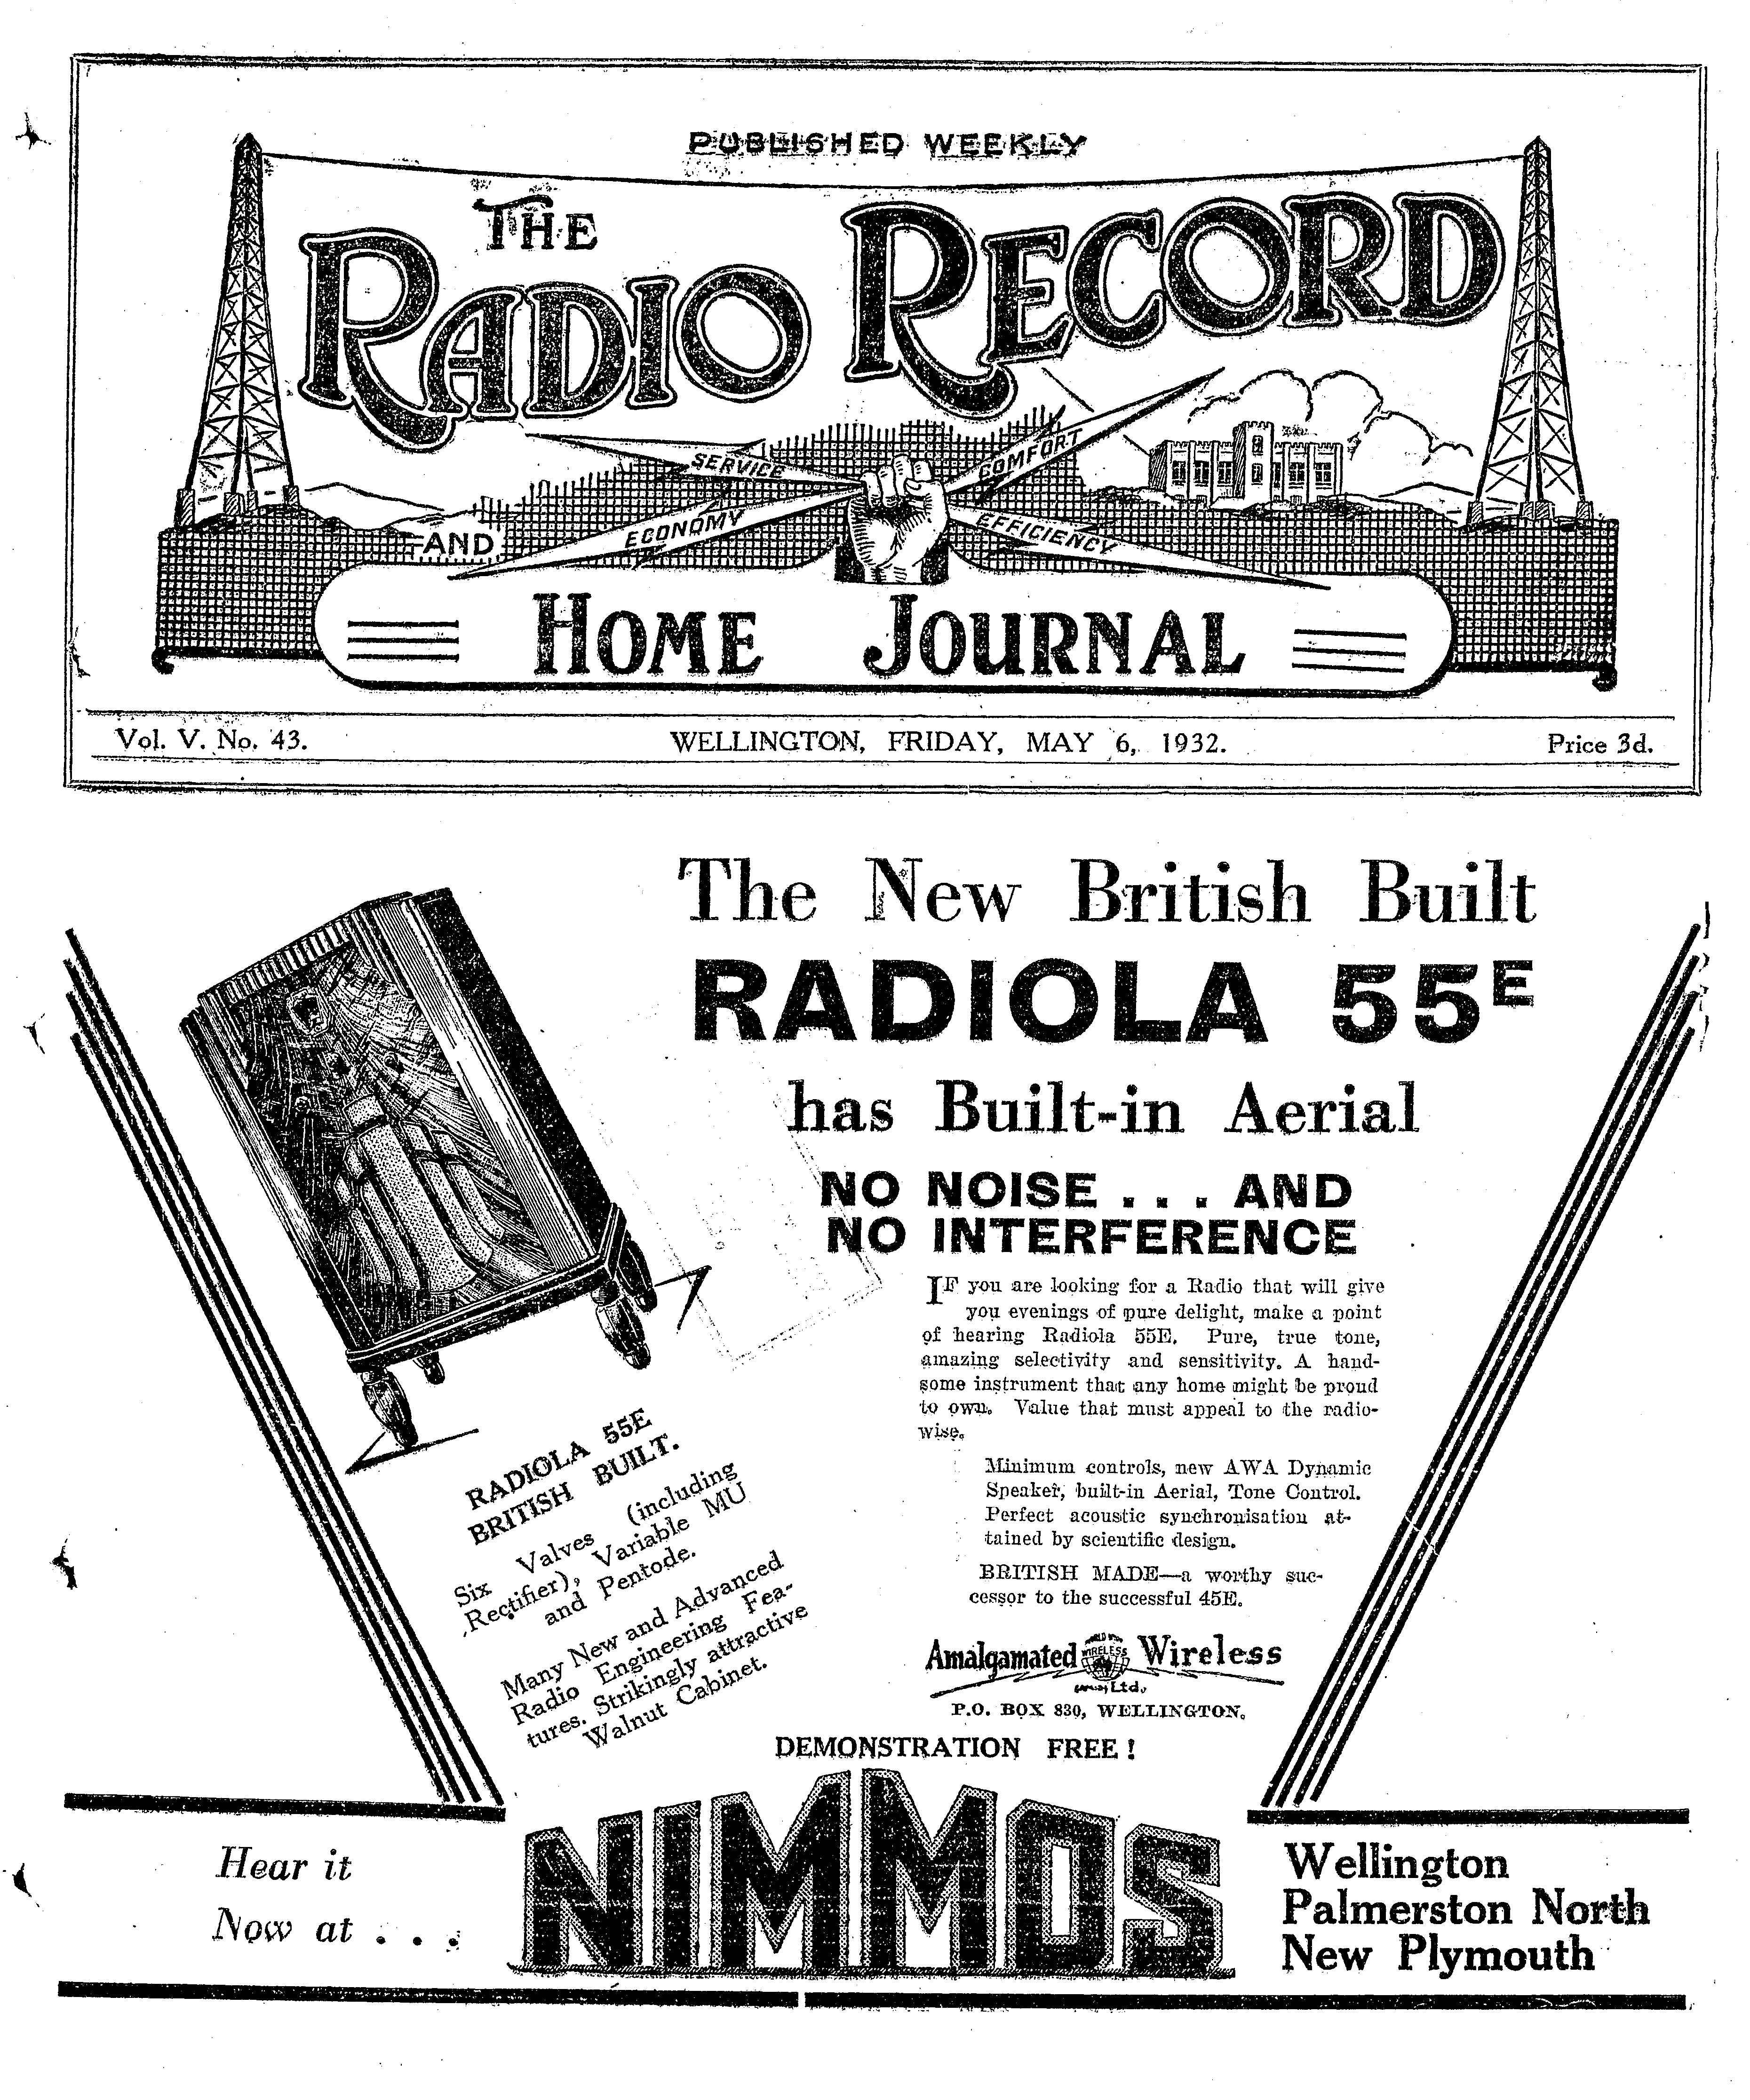 PUBLISHED WEEKLY
THE
RADIO RECORD
SERVICE
COMFORT
ECONOMY
EFFICIENCY
AND
HOME JOURNAL
Vol. V. No. 43.
WELLINGTON, FRIDAY, MAY 6, 1932.
Price 3d.
The New British Built
RADIOLA 55E
has Built-in Aerial
NO NOISE . . . AND
NO INTERFERENCE
IF you are looking for a Radio that will give
you evenings of pure delight, make a point
of hearing Radiola 55E. Pure, true tone,
amazing selectivity and sensitivity. A hand-
some instrument that any home might be proud
to own. Value that must appeal to the radio-
wise.
Minimum controls, new AWA Dynamic
Speaker, built-in Aerial, Tone Control.
Perfect acoustic synchronisation at-
tained by scientific design.
BRITISH MADE—a worthy suc-
cessor to the successful 45E.
RADIOLA 55E
BRITISH BUILT.
Six Valves (including
Rectifier), Variable MU
and Pentode.
Many New and Advanced
Radio Engineering Fea-
tures. Strikingly attractive
Walnut Cabinet.
Amalgamated Wireless
WIRELESS
Ltd.
P.O. BOX 830, WELLINGTON.
DEMONSTRATION FREE!
Hear it
Now at . . .
NIMMOS
Wellington
Palmerston North
New Plymouth